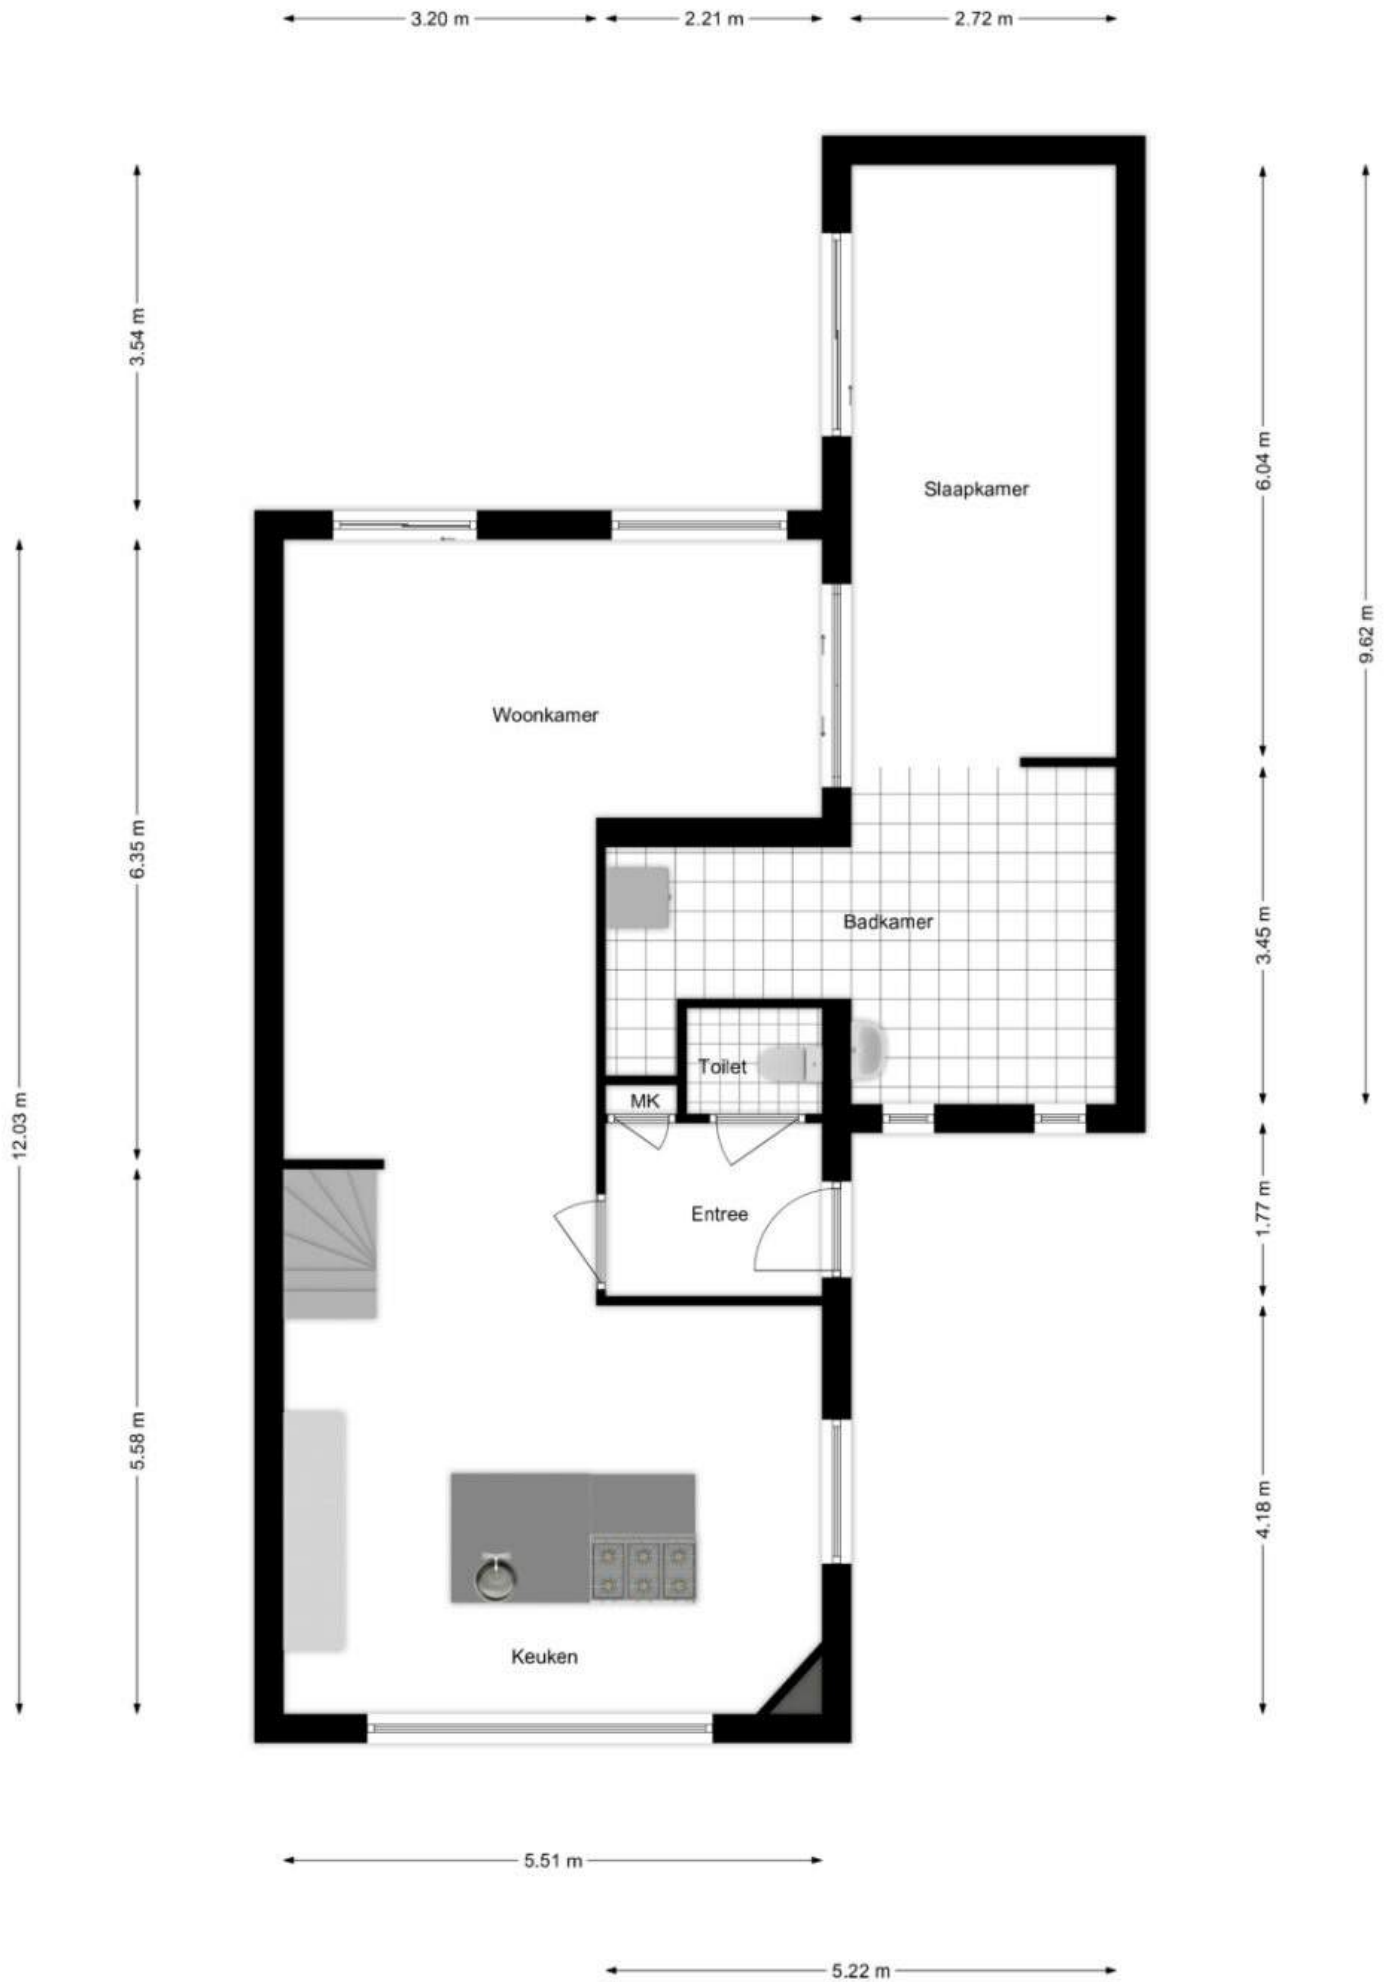 3.20 m
2.21 m
2.72 m
3.54 m
6.04 m
Slaapkamer
9.62 m
Woonkamer
6.35 m
Badkamer
3.45 m
Toilet
MK
12.03 m
Entree
1.77 m
5.58 m
4.18 m
Keuken
5.51 m
5.22 m